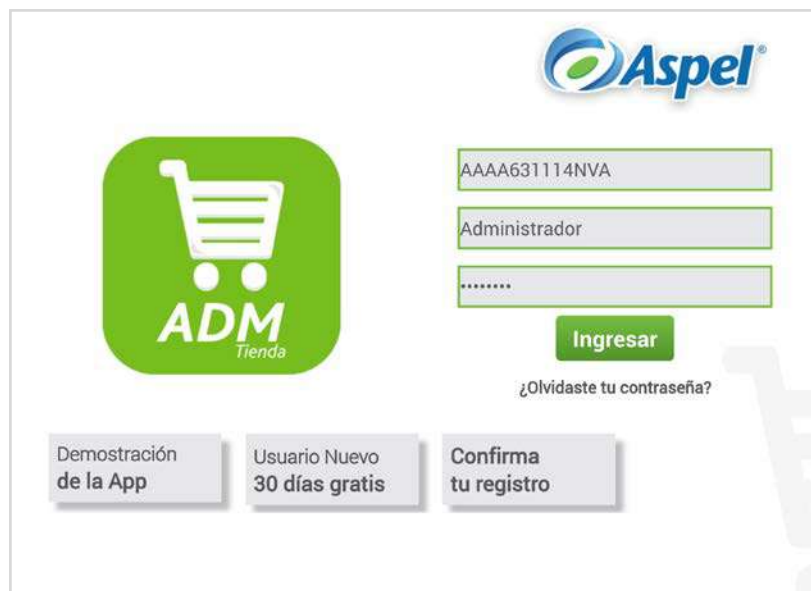 Aspel®
AAAA631114NVA
Administrador
••••••••
Ingresar
¿Olvidaste tu contraseña?
ADM
Tienda
Demostración
de la App
Usuario Nuevo
30 días gratis
Confirma
tu registro